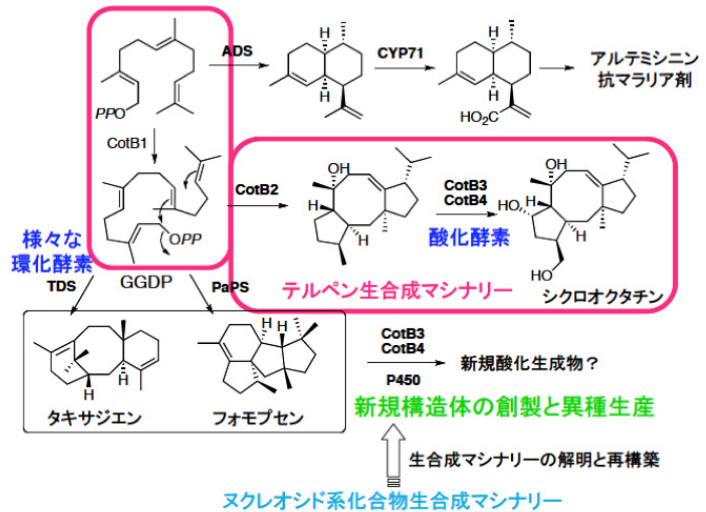 ADS
CYP71
アルテミシニン
抗マラリア剤
PPO
HO2C
CotB1
OH
CotB2
CotB3
CotB4
酸化酵素
OH
HO
HO
OPP
GGDP
様々な
環化酵素
TDS
PaPS
テルペン生合成マシナリー
シクロオクタチン
H
H
H
H
H
H
H
H
タキサジエン
H
H
H
フォモプセン
CotB3
CotB4
P450
新規酸化生成物？
新規構造体の創製と異種生産
生合成マシナリーの解明と再構築
ヌクレオシド系化合物生合成マシナリー